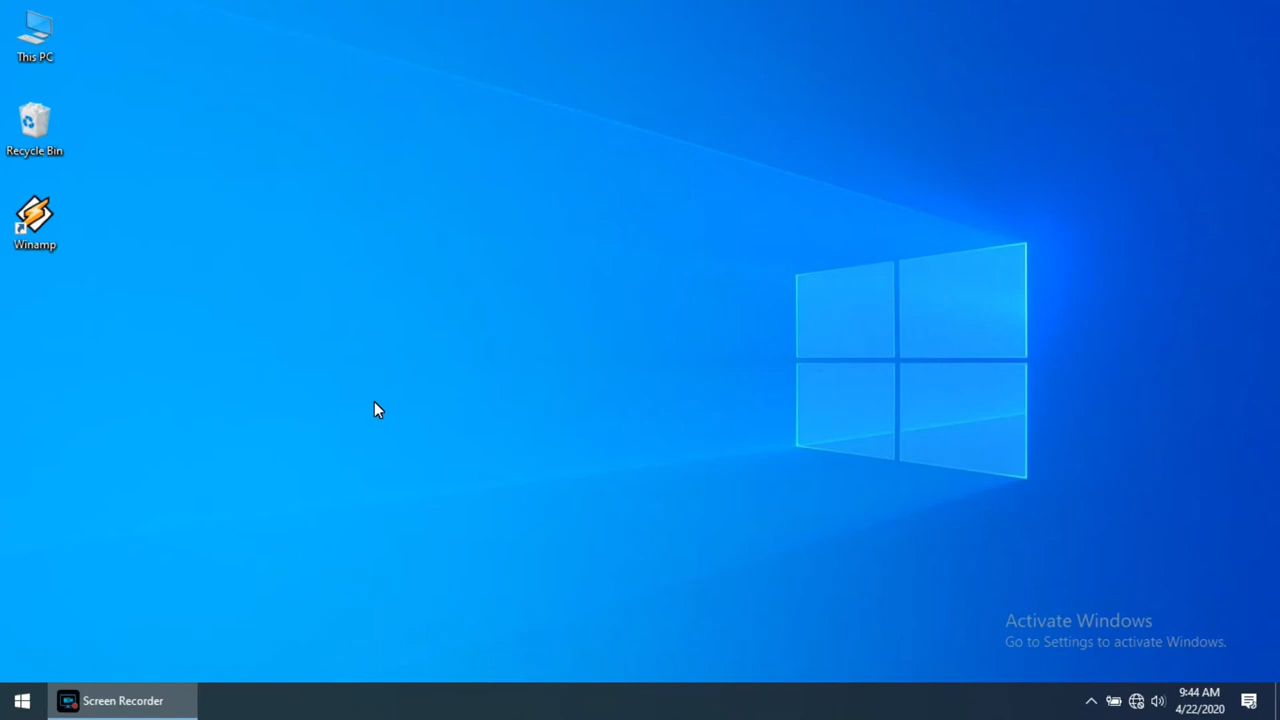 This PC
Recycle Bin
Winamp
Activate Windows
Go to Settings to activate Windows.
Screen Recorder
9:44 AM
4/22/2020